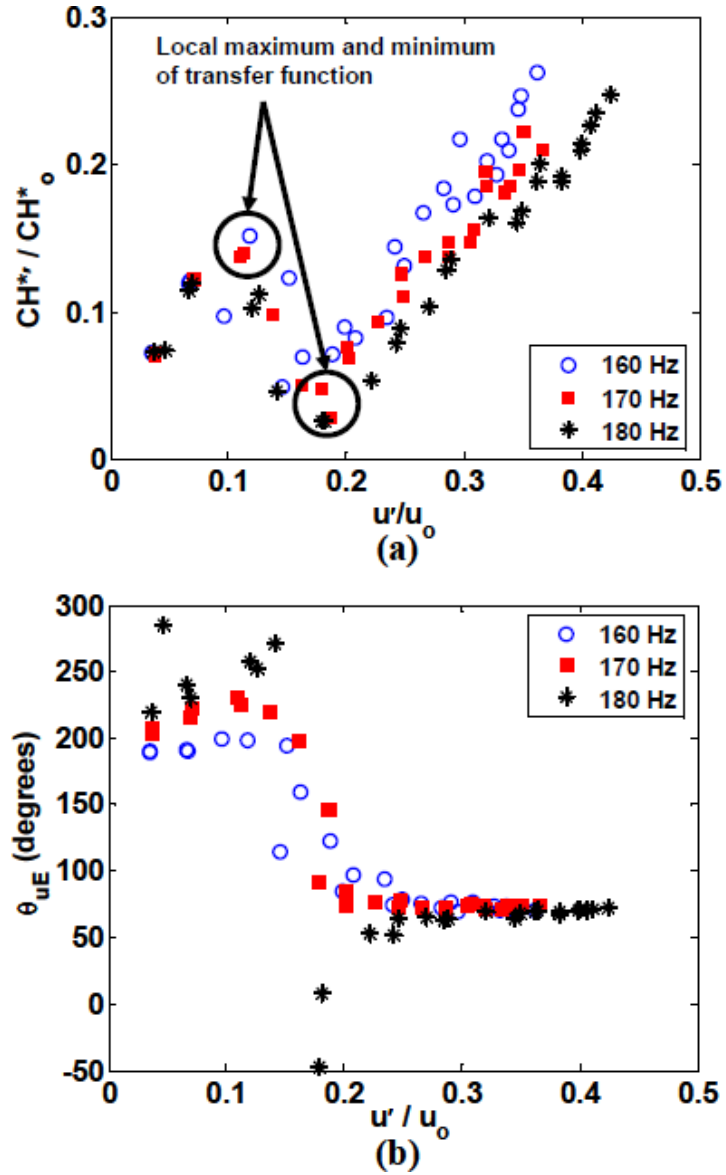 0.3
Local maximum and minimum
of transfer function
0.2
CH*' / CH*o
0.1
160 Hz
170 Hz
180 Hz
0
0 0.1 0.2 0.3 0.4 0.5
u'/uo
(a)
300
160 Hz
250
170 Hz
180 Hz
200
150
θuE (degrees)
100
50
0
-50
0 0.1 0.2 0.3 0.4 0.5
u' / uo
(b)